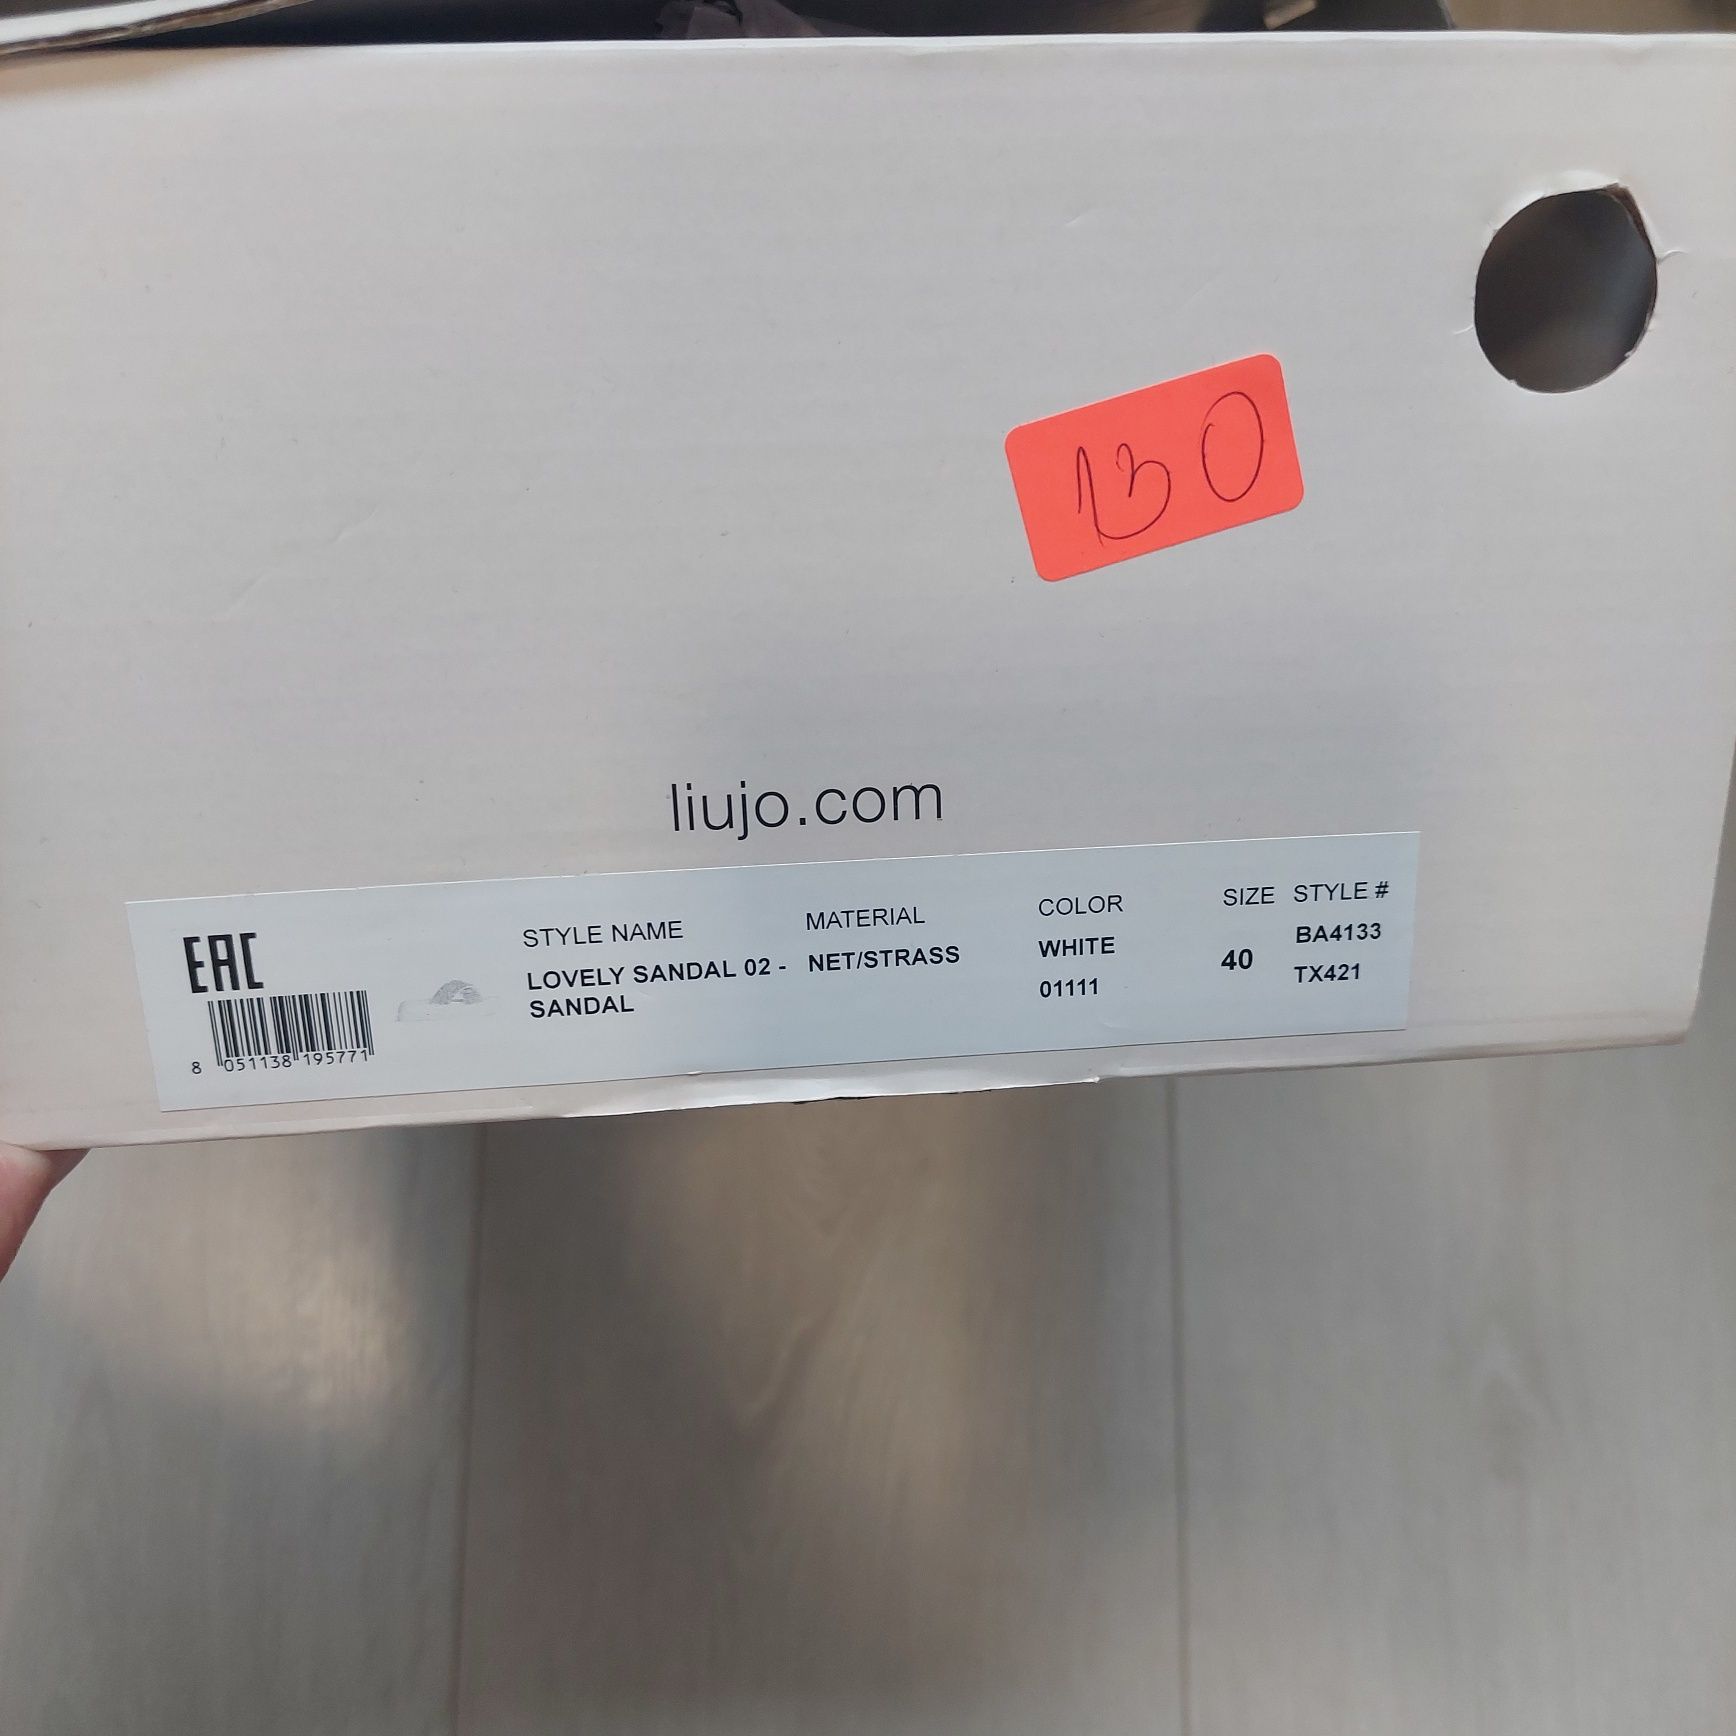 130
liujo.com
EAC
STYLE NAME
LOVELY SANDAL 02 -
SANDAL
MATERIAL
NET/STRASS
COLOR
WHITE
01111
SIZE
40
STYLE #
BA4133
TX421
8 051138 195771